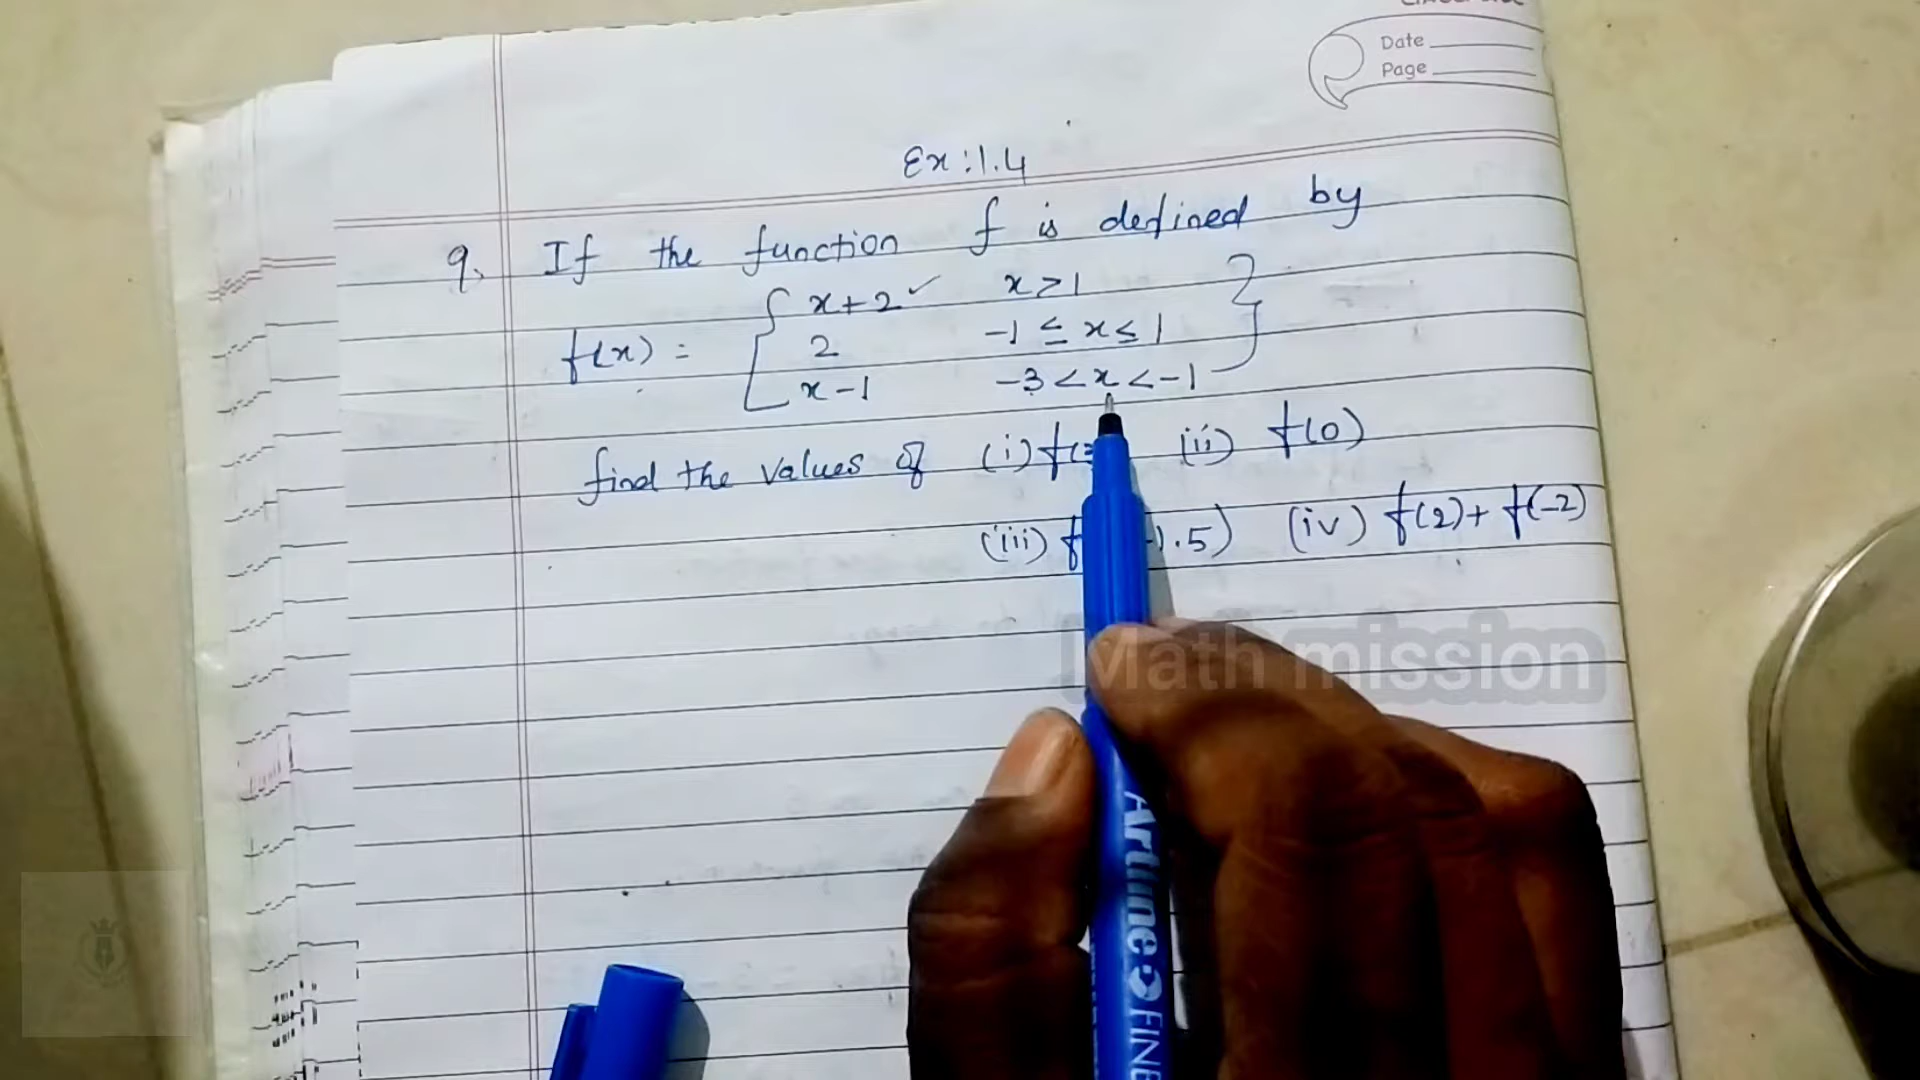 Date
Page
Ex:1.4
9. If the function f is defined by
f(x) = { x+2 ✓ x>1
2 -1 ≤ x ≤ 1
x-1 -3 < x < -1 }
find the values of (i) f( (ii) f(0)
(iii) f -1.5) (iv) f(2)+ f(-2)
Math mission
Artline FINE